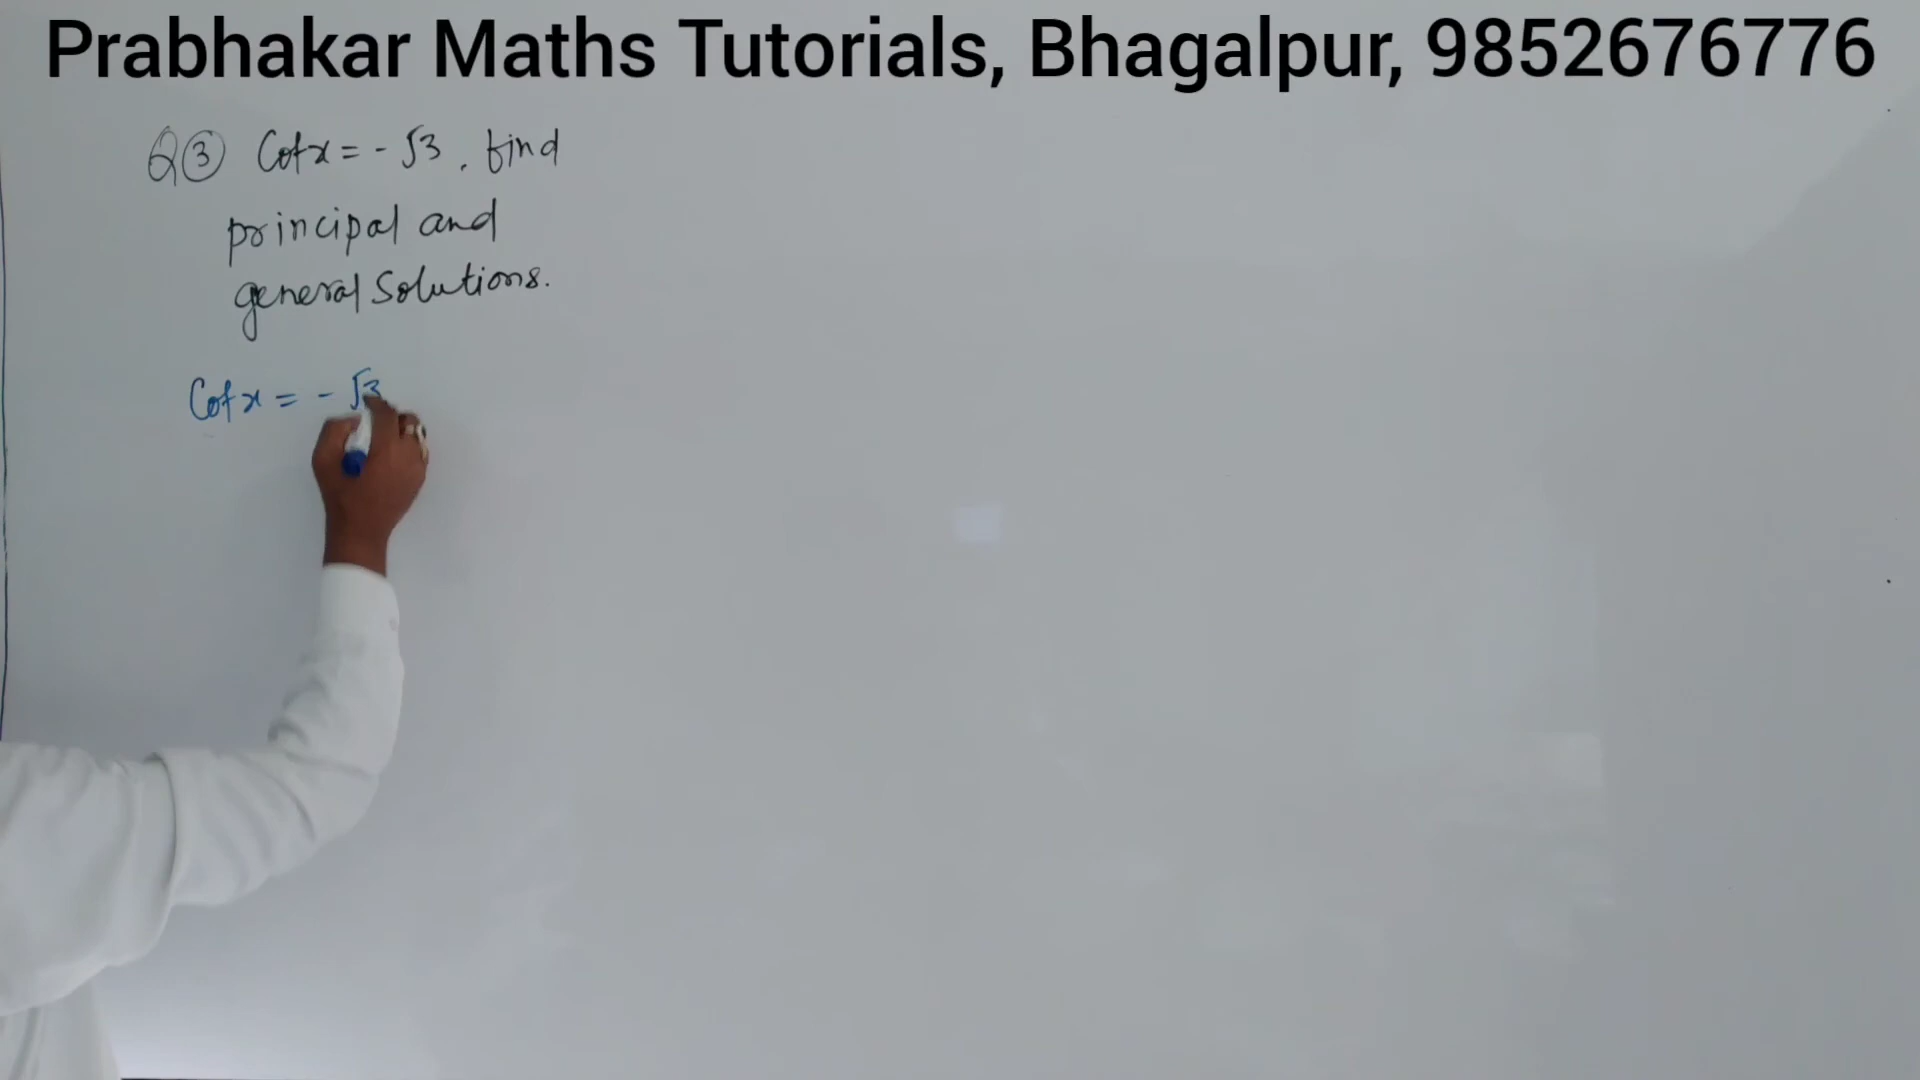 Prabhakar Maths Tutorials, Bhagalpur, 9852676776
Q③ Cotx = -√3. find
principal and
general Solutions.
Cotx = -√3